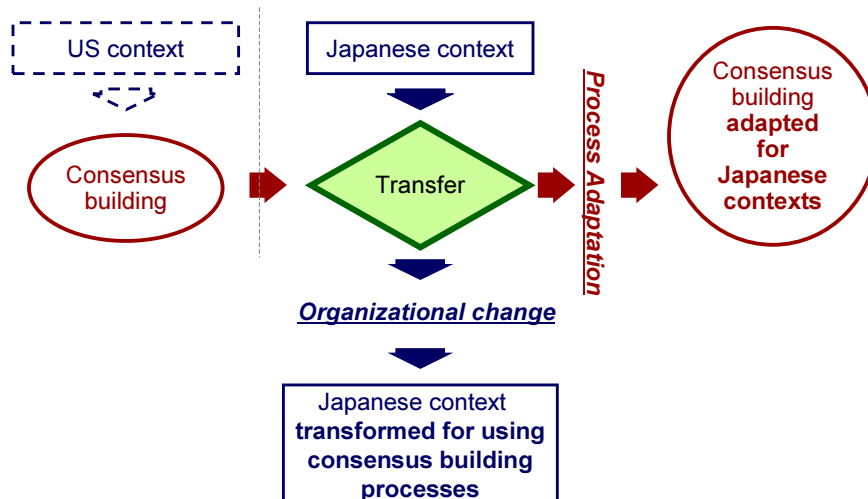 US context
Japanese context
Consensus
building
Transfer
Process Adaptation
Consensus
building
adapted
for
Japanese
contexts
Organizational change
Japanese context
transformed for using
consensus building
processes